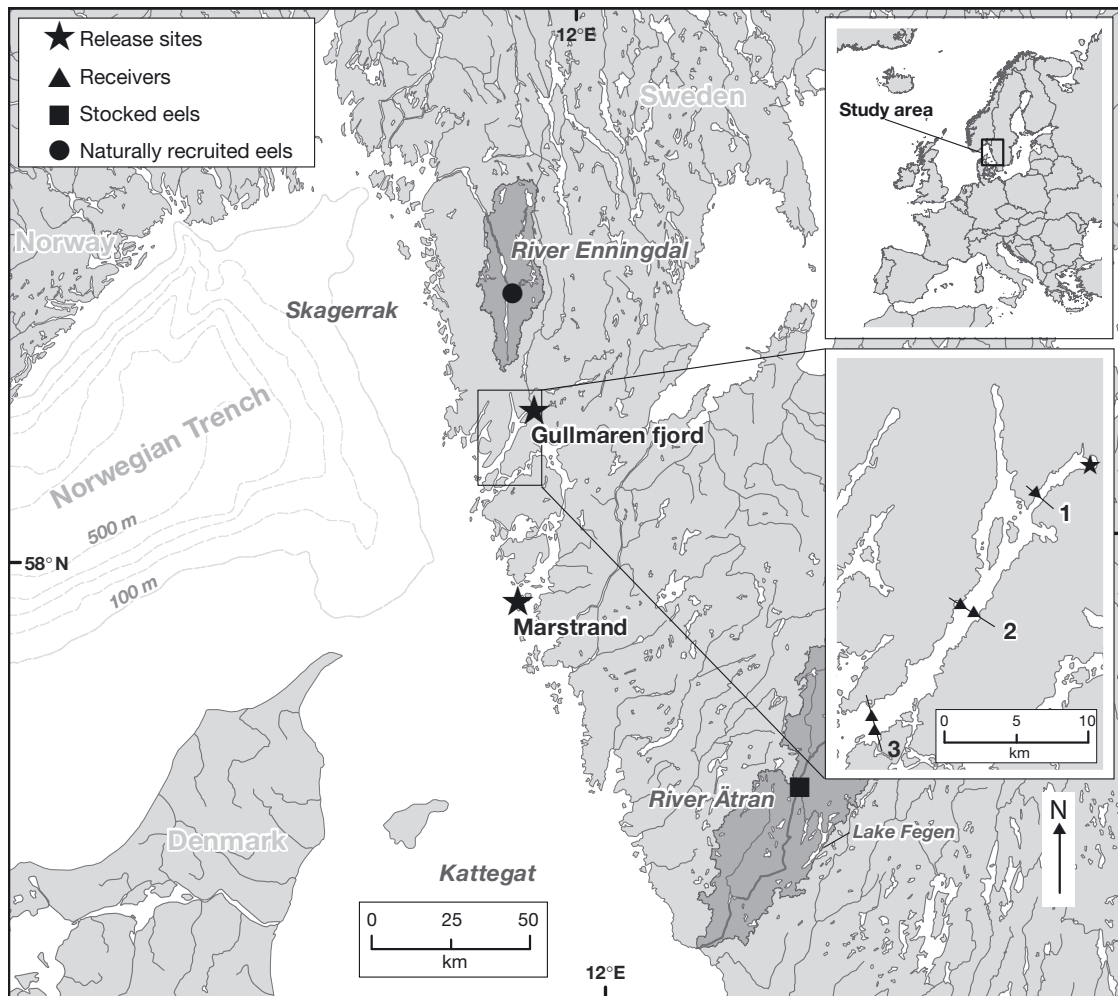 Release sites
Receivers
Stocked eels
Naturally recruited eels
12°E
Sweden
Study area
Norway
River Enningdal
Skagerrak
Norwegian Trench
Gullmaren fjord
500 m
58°N
100 m
Marstrand
1
2
3
0 5 10
km
River Ätran
Lake Fegen
N
Denmark
Kattegat
0 25 50
km
12°E